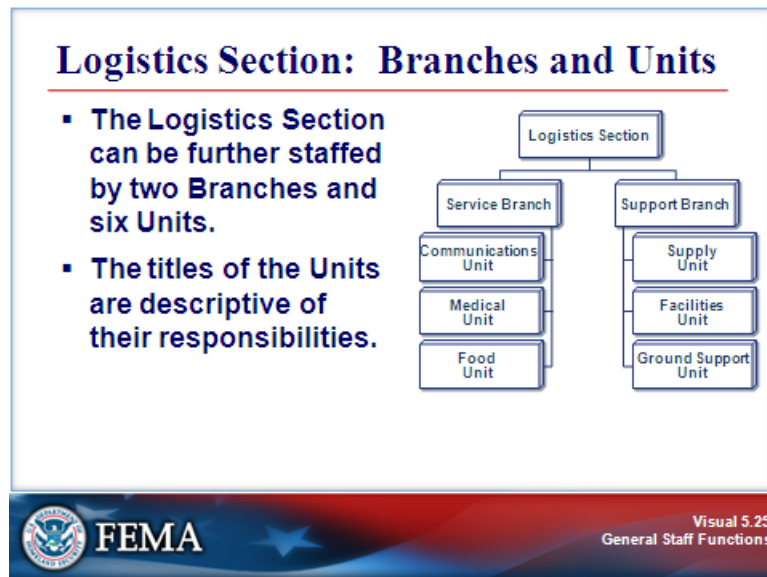 Logistics Section: Branches and Units
▪ The Logistics Section
can be further staffed
by two Branches and
six Units.
▪ The titles of the Units
are descriptive of
their responsibilities.
Logistics Section
Service Branch
Support Branch
Communications
Unit
Medical
Unit
Food
Unit
Supply
Unit
Facilities
Unit
Ground Support
Unit
FEMA
Visual 5.25
General Staff Functions